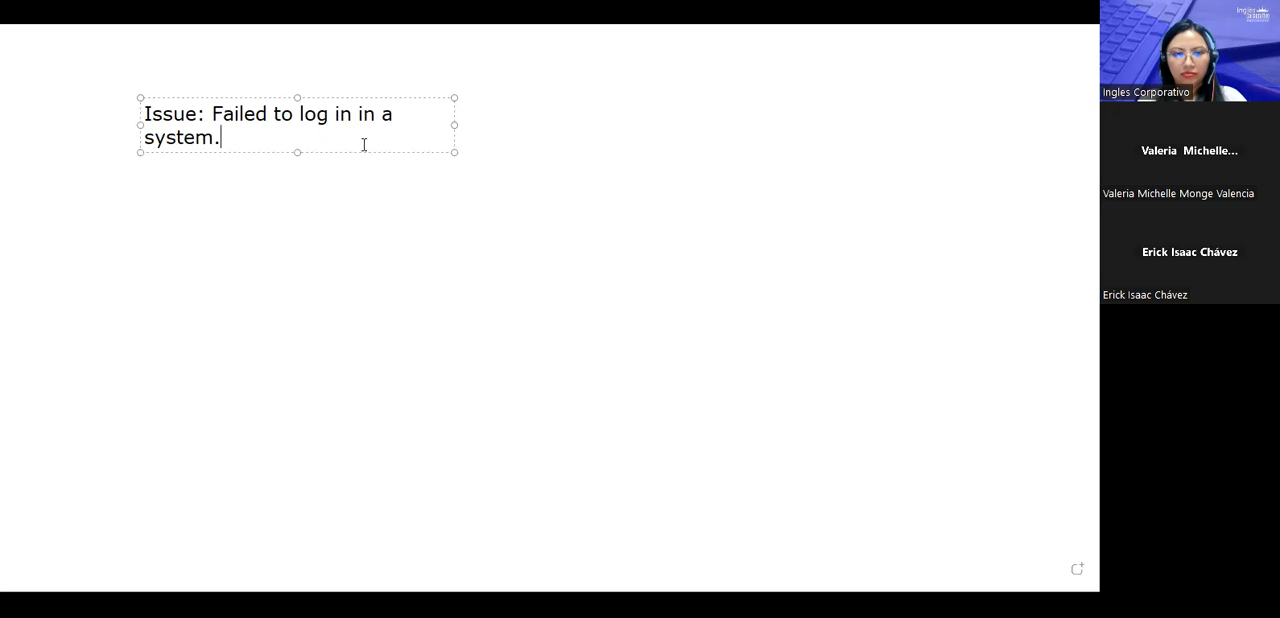 Issue: Failed to log in in a
system.
Ingles
Ingles Corporativo
Valeria Michelle...
Valeria Michelle Monge Valencia
Erick Isaac Chávez
Erick Isaac Chávez